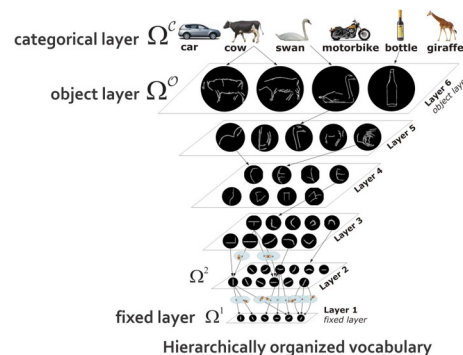 categorical layer Ω^C
car cow swan motorbike bottle giraffe
object layer Ω^O
Layer 6
object layer
Layer 5
Layer 4
Layer 3
Ω²
Layer 2
fixed layer Ω¹
Layer 1
fixed layer
Hierarchically organized vocabulary